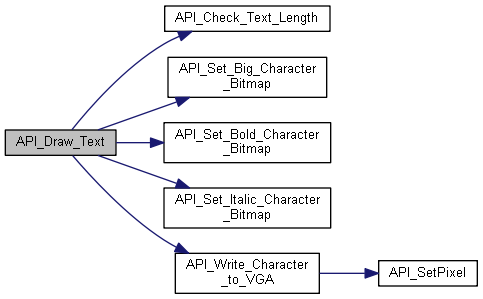 API_Check_Text_Length
API_Set_Big_Character
_Bitmap
API_Draw_Text
API_Set_Bold_Character
_Bitmap
API_Set_Italic_Character
_Bitmap
API_Write_Character
_to_VGA
API_SetPixel